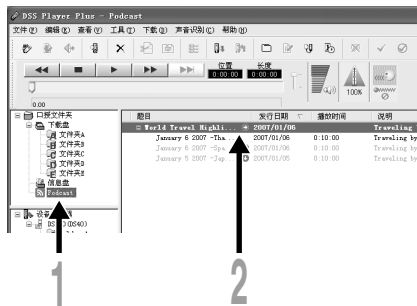 DSS Player Plus - Podcast
文件(F) 编辑(E) 查看(V) 工具(T) 下载(D) 声音识别(C) 帮助(H)
位置 长度
0:00:00 0:00:00
100%
0.00
口授文件夹
下载盘
文件夹A
文件夹B
文件夹C
文件夹D
文件夹E
信息盘
Podcast
DS40(DS40)
题目 发行日期 播放时间 说明
World Travel Highli... 2007/01/06 Traveling
January 6 2007 -Tha... 2007/01/06 0:10:00 Traveling by
January 6 2007 -Spa... 2007/01/06 0:10:00 Traveling by
January 5 2007 -Jap... 2007/01/05 0:10:00 Traveling by
1
2